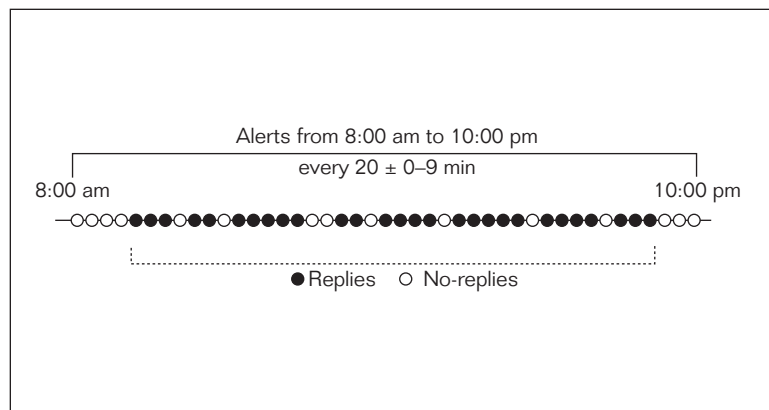 Alerts from 8:00 am to 10:00 pm
every 20 ± 0–9 min
8:00 am 10:00 pm
Replies No-replies